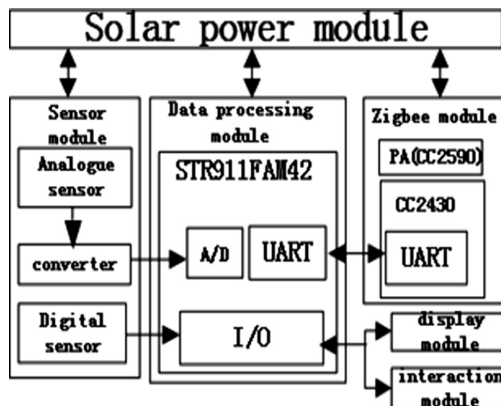 Solar power module
Sensor
module
Analogue
sensor
converter
Digital
sensor
Data processing
module
STR911FAM42
A/D
UART
I/O
Zigbee module
PA(CC2590)
CC2430
UART
display
module
interaction
module